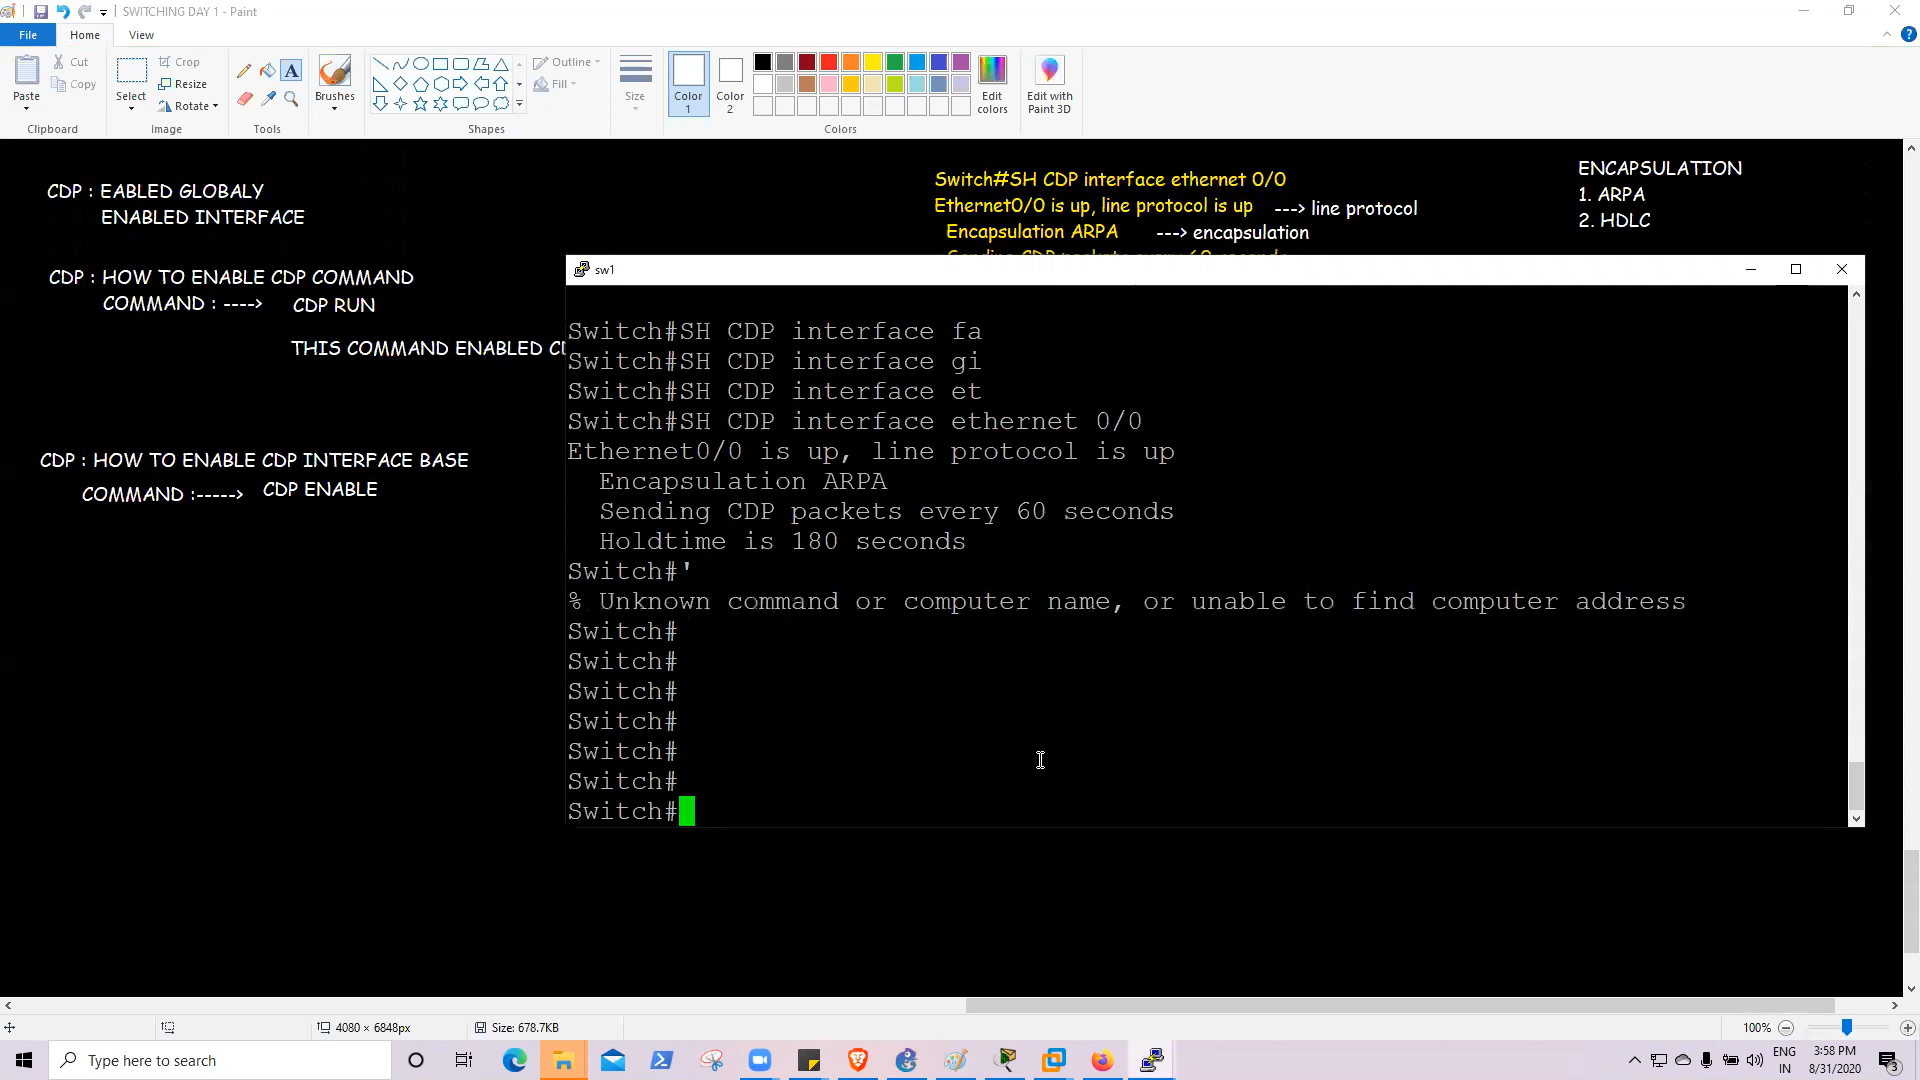 SWITCHING DAY 1 - Paint
File
Home
View
Paste
Cut
Copy
Clipboard
Select
Crop
Resize
Rotate
Image
A
Tools
Brushes
Outline
Fill
Shapes
Size
Color
1
Color
2
Edit
colors
Edit with
Paint 3D
Colors
CDP : EABLED GLOBALY
ENABLED INTERFACE
CDP : HOW TO ENABLE CDP COMMAND
COMMAND : ---->
CDP RUN
THIS COMMAND ENABLED CD
CDP : HOW TO ENABLE CDP INTERFACE BASE
COMMAND :----->
CDP ENABLE
Switch#SH CDP interface ethernet 0/0
Ethernet0/0 is up, line protocol is up
---> line protocol
Encapsulation ARPA
---> encapsulation
Sending CDP packets every 60 seconds
ENCAPSULATION
1. ARPA
2. HDLC
sw1
Switch#SH CDP interface fa
Switch#SH CDP interface gi
Switch#SH CDP interface et
Switch#SH CDP interface ethernet 0/0
Ethernet0/0 is up, line protocol is up
Encapsulation ARPA
Sending CDP packets every 60 seconds
Holdtime is 180 seconds
Switch#'
% Unknown command or computer name, or unable to find computer address
Switch#
Switch#
Switch#
Switch#
Switch#
Switch#
Switch#
4080 × 6848px
Size: 678.7KB
100%
Type here to search
ENG
IN
3:58 PM
8/31/2020
3